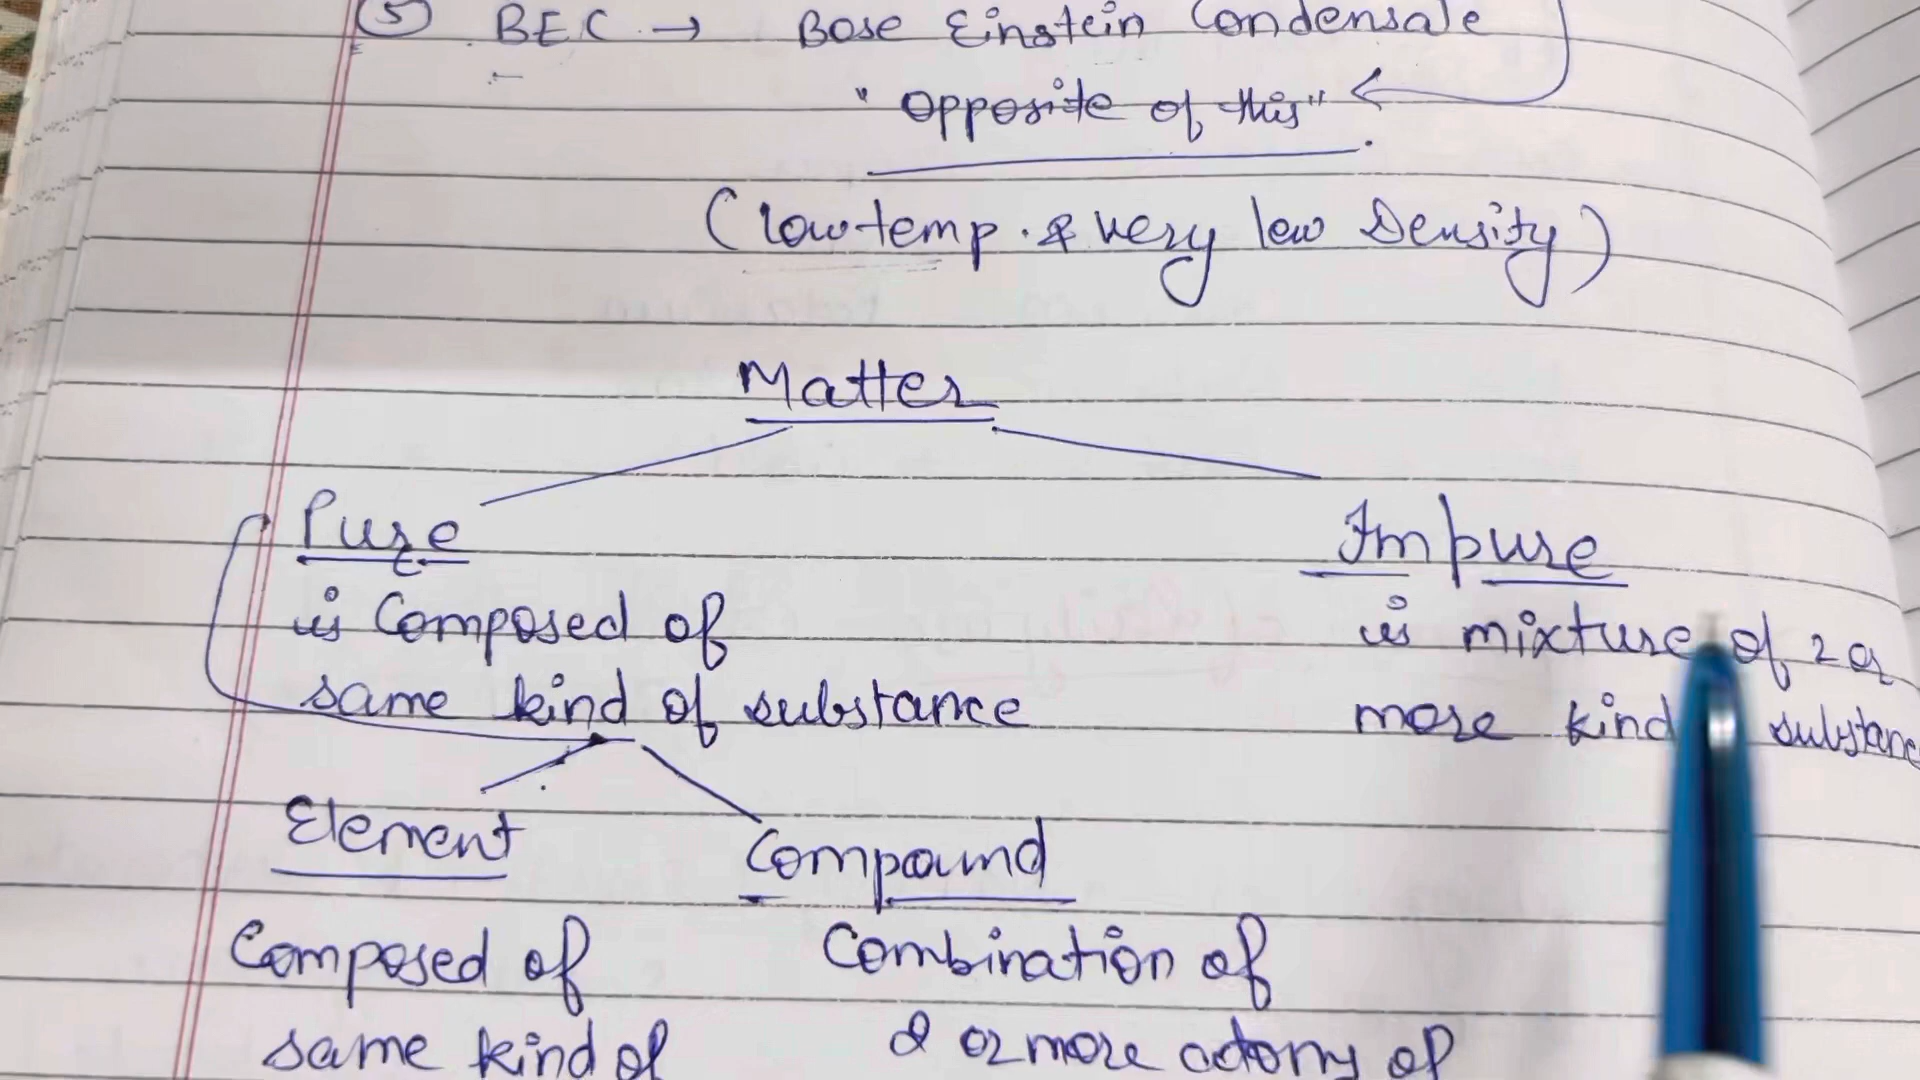 5 BEC → Bose Einstein Condensate
"opposite of this"
(low temp. & very low Density)
Matter
Pure
is composed of
same kind of substance
Impure
is mixture of 2 or
more kind substanc
Element
Compound
Composed of
same kind of
Combination of
2 or more of